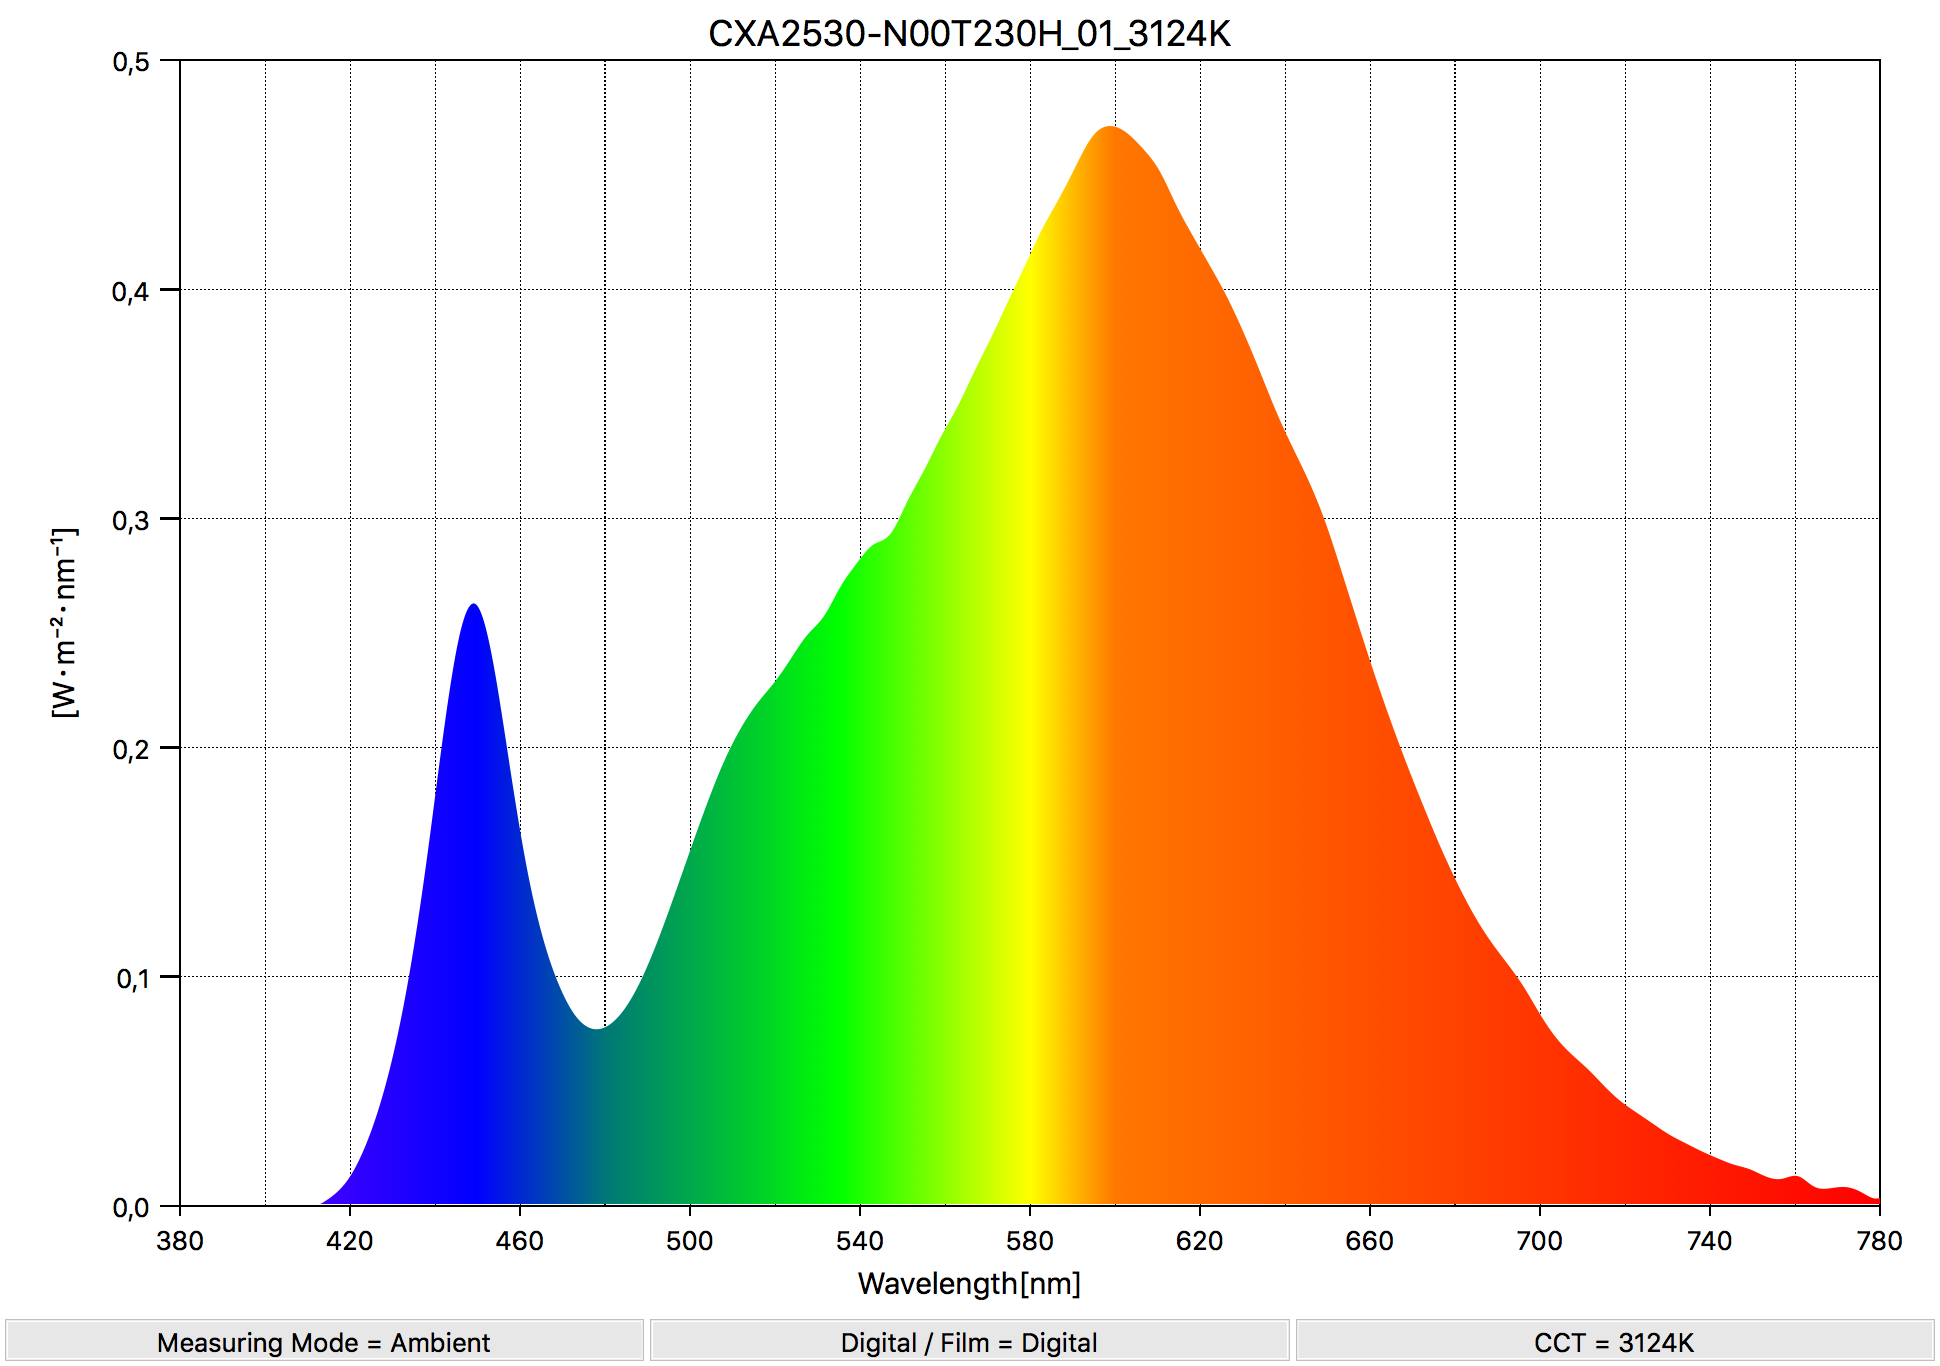 CXA2530-N00T230H_01_3124K
0,5
0,4
0,3
0,2
0,1
0,0
[W·m⁻²·nm⁻¹]
380 420 460 500 540 580 620 660 700 740 780
Wavelength[nm]
Measuring Mode = Ambient
Digital / Film = Digital
CCT = 3124K